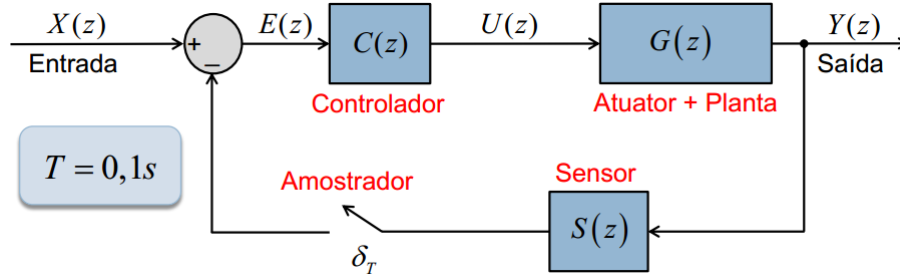 X(z)
E(z)
C(z)
U(z)
G(z)
Y(z)
+
−
Entrada
Controlador
Atuator + Planta
Saída
T = 0,1s
Amostrador
Sensor
S(z)
δ_T